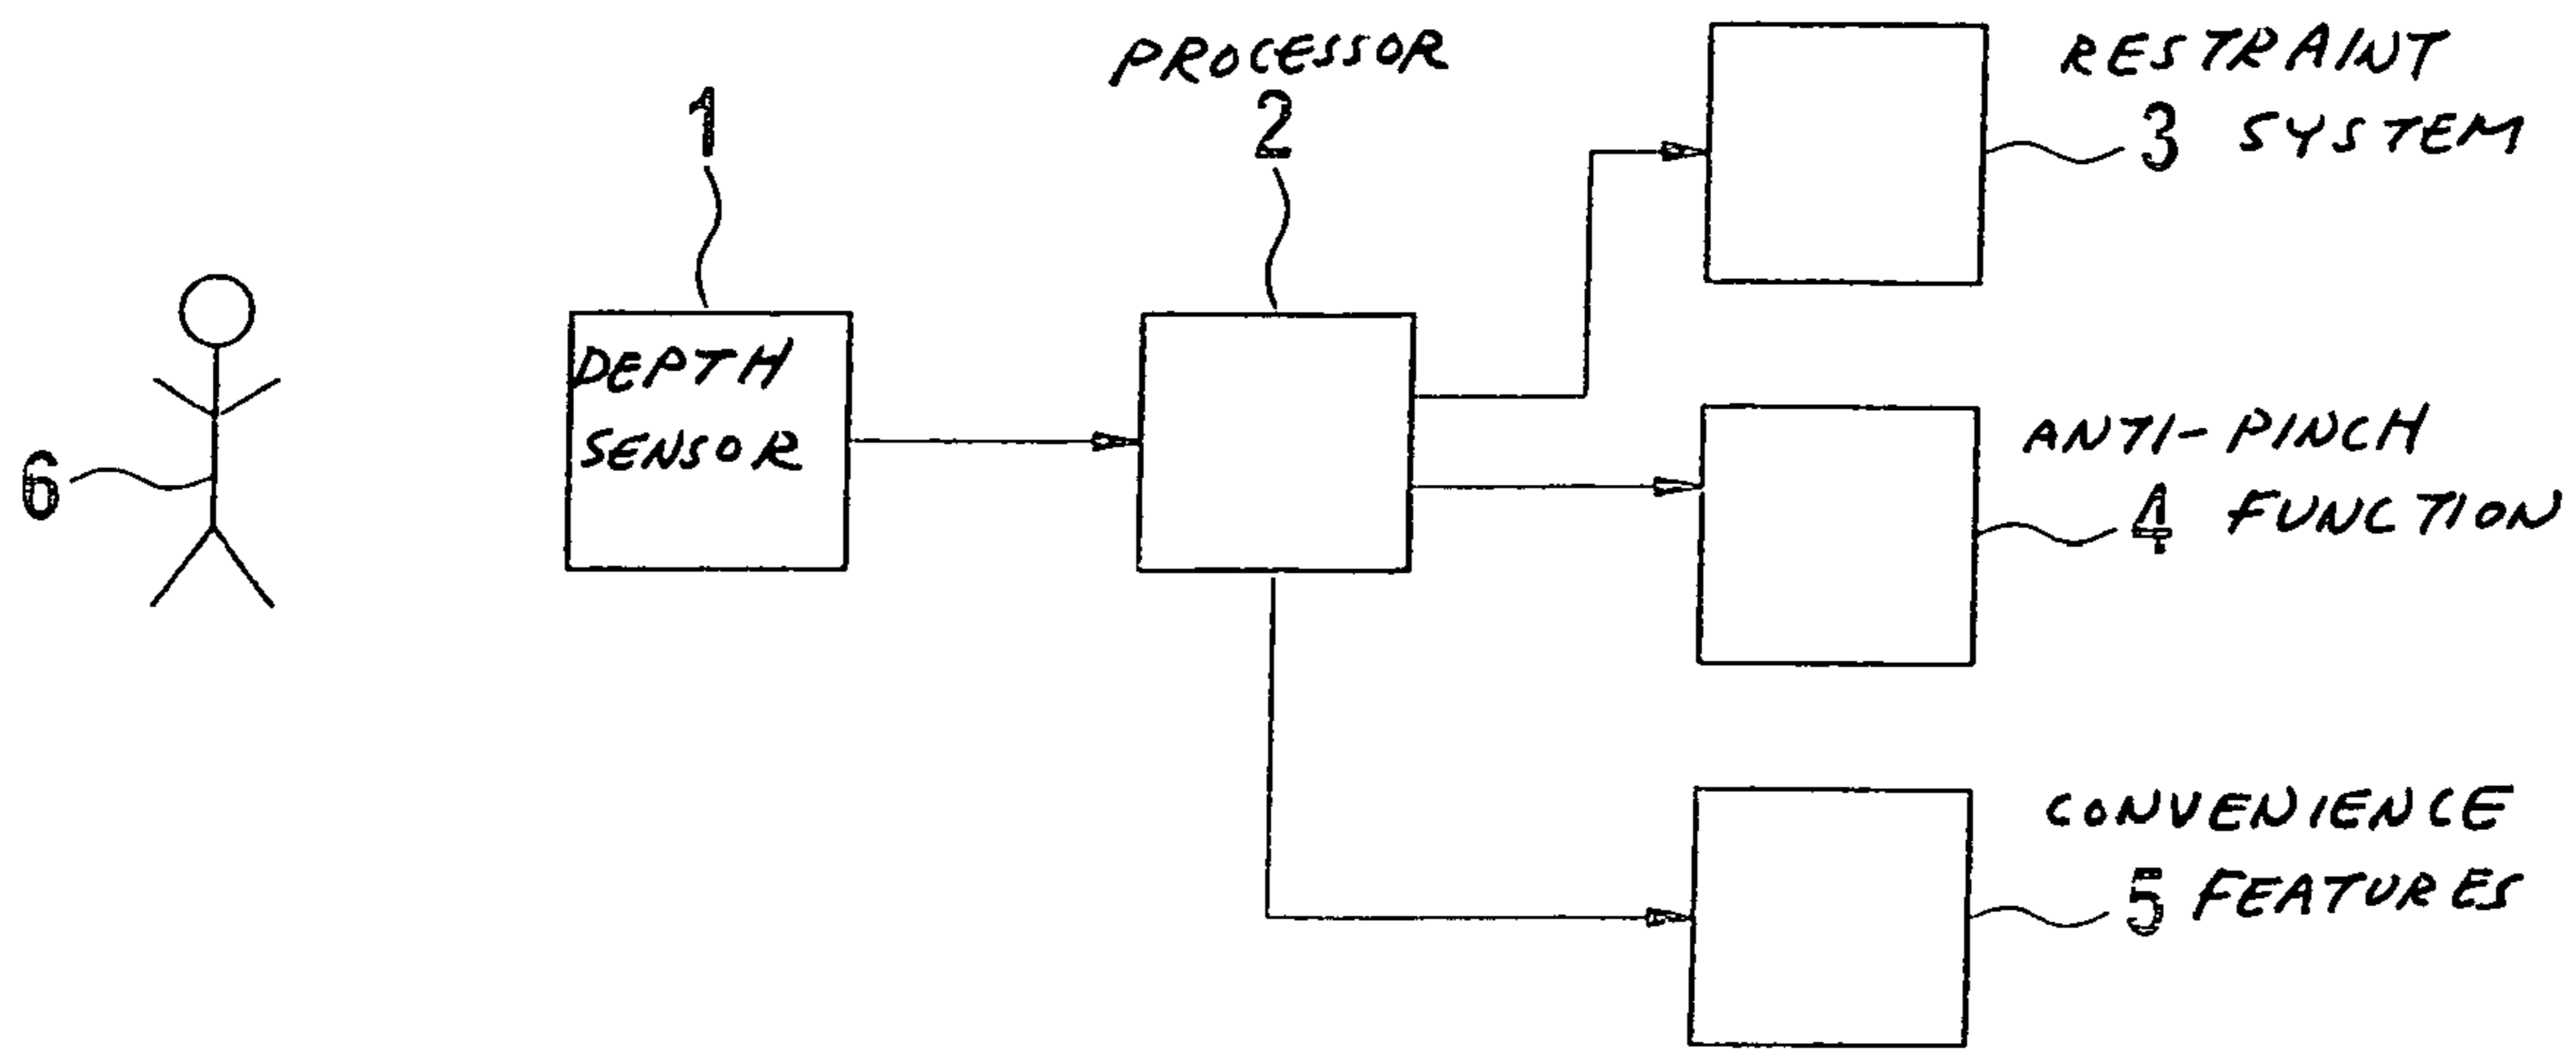 PROCESSOR
1
2
RESTRAINT
3 SYSTEM
DEPTH
SENSOR
6
ANTI-PINCH
4 FUNCTION
CONVENIENCE
5 FEATURES